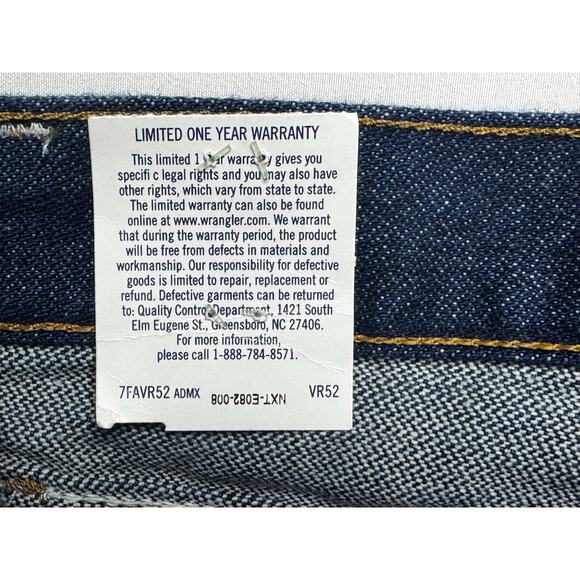 LIMITED ONE YEAR WARRANTY
This limited 1 year warranty gives you
specifi c legal rights and you may also have
other rights, which vary from state to state.
The limited warranty can also be found
online at www.wrangler.com. We warrant
that during the warranty period, the product
will be free from defects in materials and
workmanship. Our responsibility for defective
goods is limited to repair, replacement or
refund. Defective garments can be returned
to: Quality Control Department, 1421 South
Elm Eugene St., Greensboro, NC 27406.
For more information,
please call 1-888-784-8571.
7FAVR52 ADMX NXT-E082-008 VR52